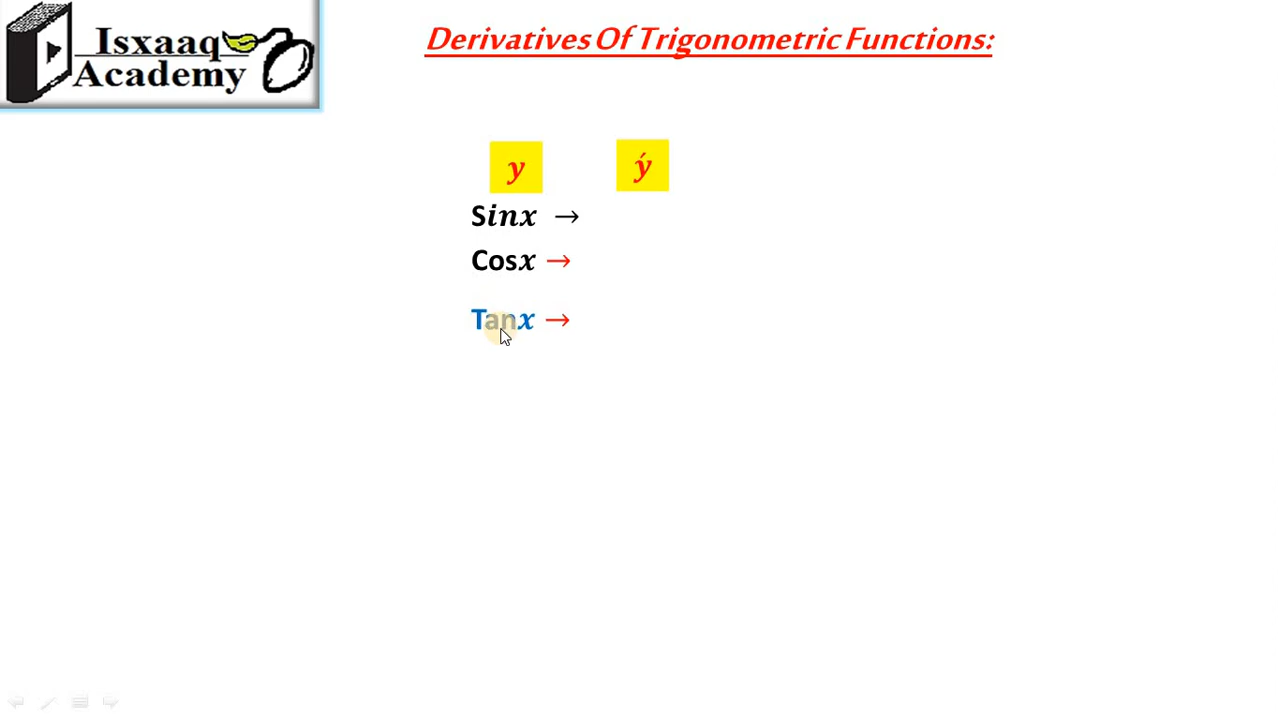 Isxaaq
Academy
Derivatives Of Trigonometric Functions:
y ý
Sinx →
Cosx →
Tanx →